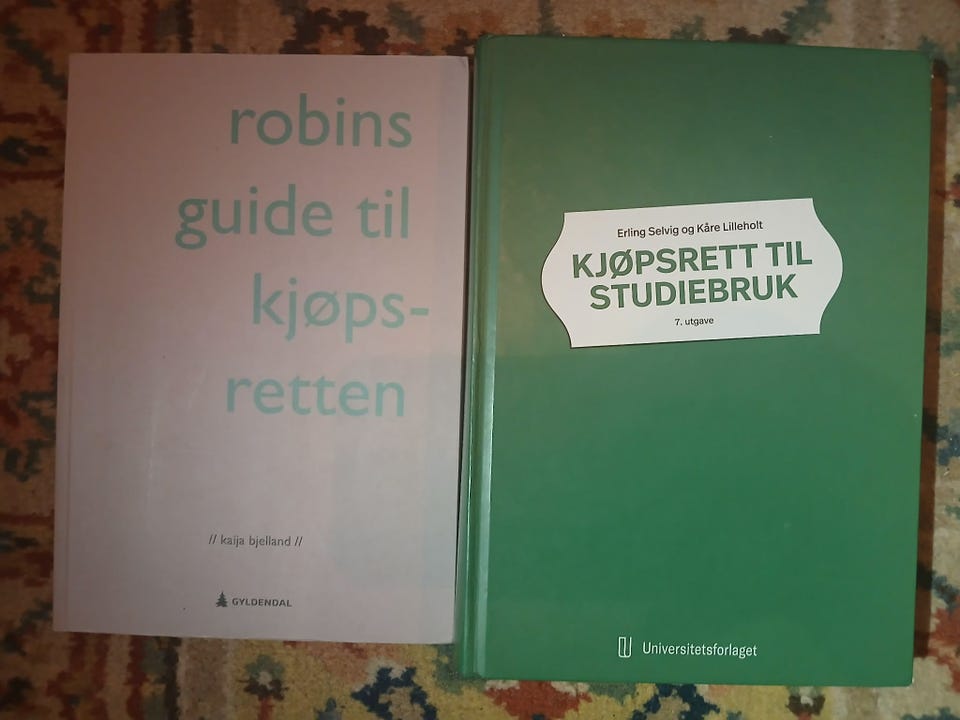 robins
guide til
kjøps-
retten
// kaija bjelland //
GYLDENDAL
Erling Selvig og Kåre Lilleholt
KJØPSRETT TIL
STUDIEBRUK
7. utgave
Universitetsforlaget